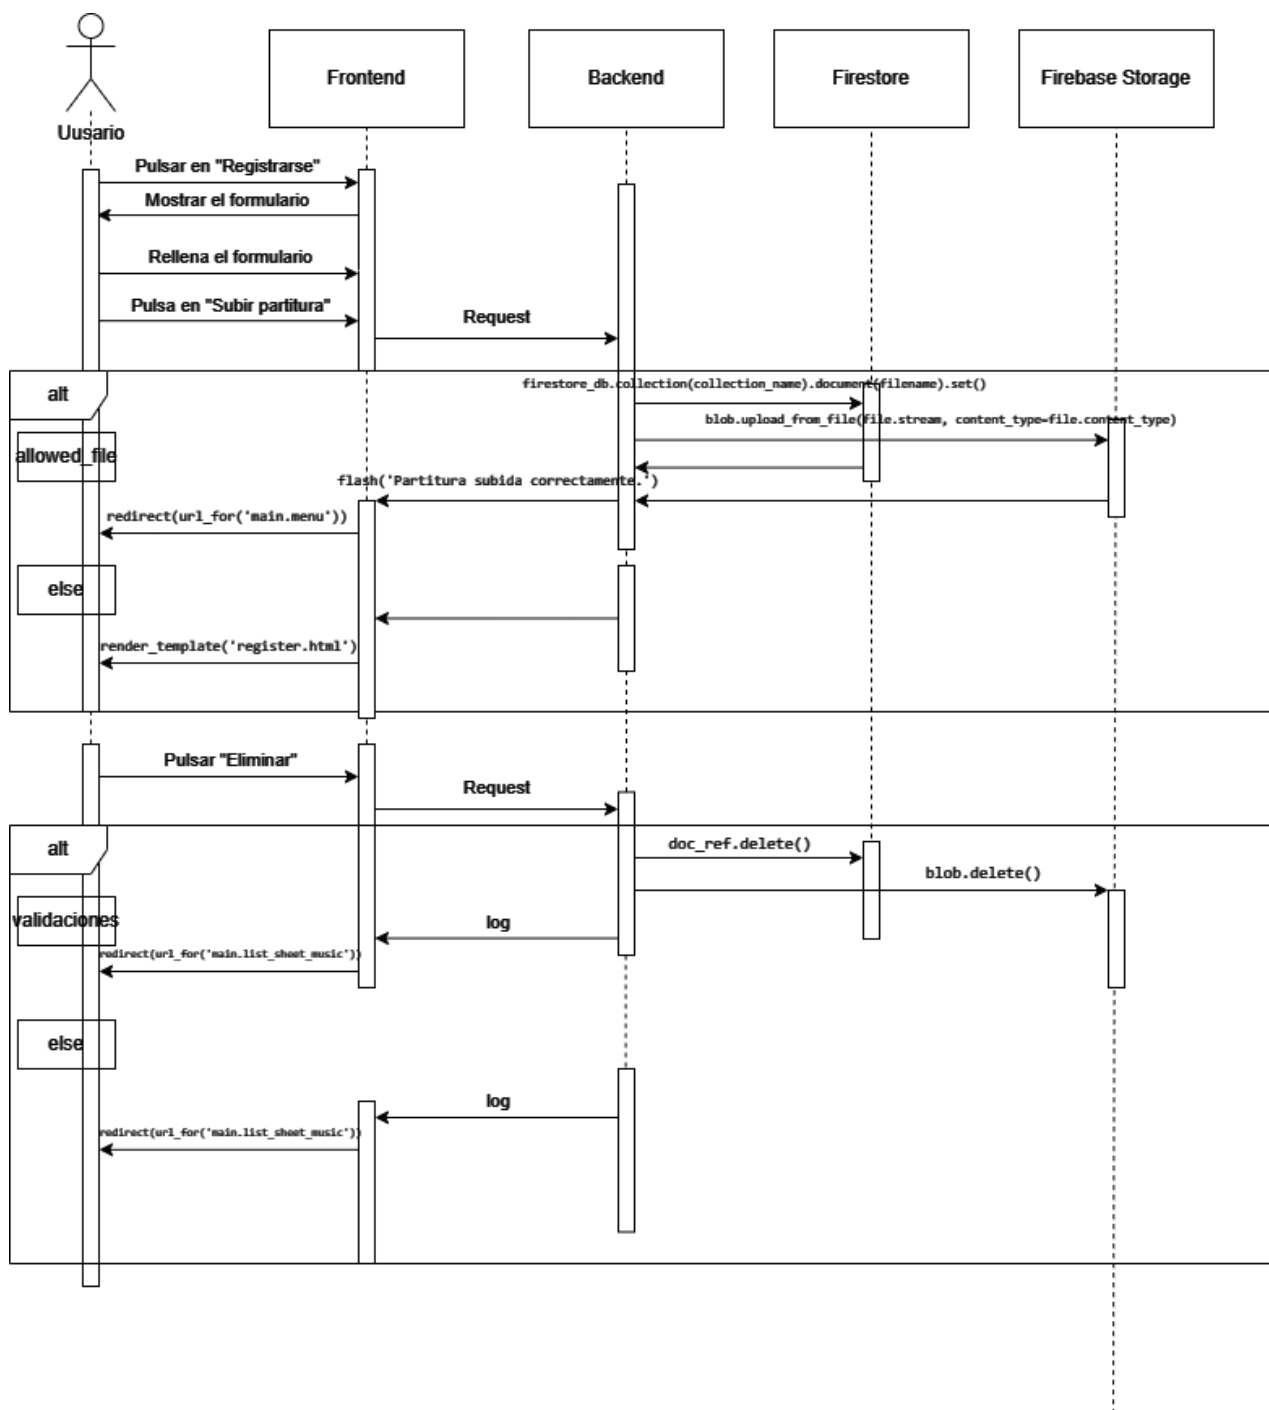 Uusario
Frontend
Backend
Firestore
Firebase Storage
Pulsar en "Registrarse"
Mostrar el formulario
Rellena el formulario
Pulsa en "Subir partitura"
Request
alt
firestore_db.collection(collection_name).document(filename).set()
blob.upload_from_file(file.stream, content_type=file.content_type)
allowed_file
flash('Partitura subida correctamente.')
redirect(url_for('main.menu'))
else
render_template('register.html')
Pulsar "Eliminar"
Request
alt
doc_ref.delete()
blob.delete()
validaciones
log
redirect(url_for('main.list_sheet_music'))
else
log
redirect(url_for('main.list_sheet_music'))